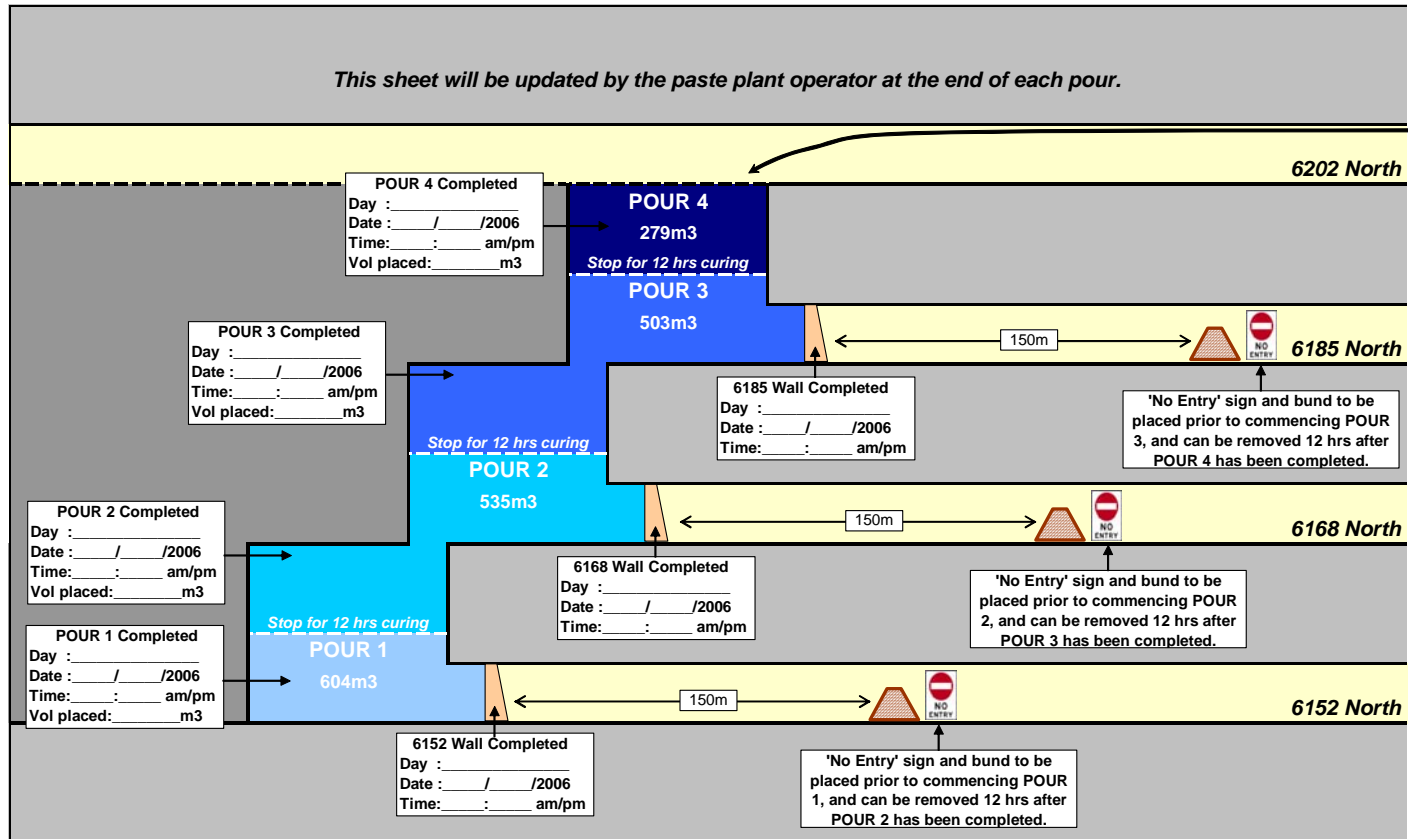 This sheet will be updated by the paste plant operator at the end of each pour.
6202 North
POUR 4 Completed
Day :_______________
Date :_____/_____/2006
Time:_____:_____ am/pm
Vol placed:________m3
POUR 4
279m3
Stop for 12 hrs curing
POUR 3
503m3
150m
NO
ENTRY
6185 North
POUR 3 Completed
Day :_______________
Date :_____/_____/2006
Time:_____:_____ am/pm
Vol placed:________m3
6185 Wall Completed
Day :_______________
Date :_____/_____/2006
Time:_____:_____ am/pm
'No Entry' sign and bund to be
placed prior to commencing POUR
3, and can be removed 12 hrs after
POUR 4 has been completed.
Stop for 12 hrs curing
POUR 2
535m3
150m
NO
ENTRY
6168 North
POUR 2 Completed
Day :_______________
Date :_____/_____/2006
Time:_____:_____ am/pm
Vol placed:________m3
6168 Wall Completed
Day :_______________
Date :_____/_____/2006
Time:_____:_____ am/pm
'No Entry' sign and bund to be
placed prior to commencing POUR
2, and can be removed 12 hrs after
POUR 3 has been completed.
Stop for 12 hrs curing
POUR 1
604m3
150m
NO
ENTRY
6152 North
POUR 1 Completed
Day :_______________
Date :_____/_____/2006
Time:_____:_____ am/pm
Vol placed:________m3
6152 Wall Completed
Day :_______________
Date :_____/_____/2006
Time:_____:_____ am/pm
'No Entry' sign and bund to be
placed prior to commencing POUR
1, and can be removed 12 hrs after
POUR 2 has been completed.